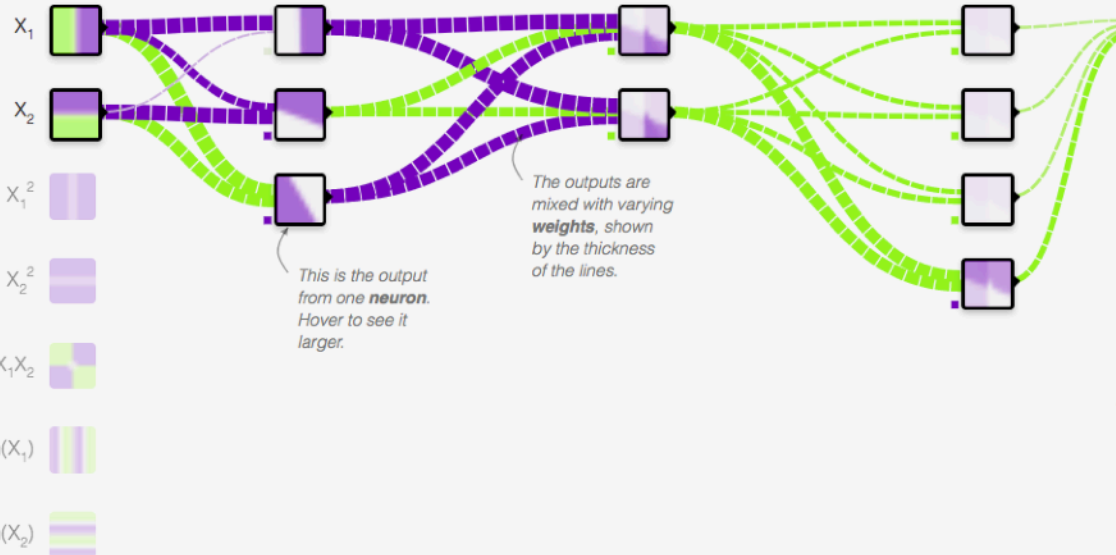 X₁
X₂
X₁²
X₂²
X₁X₂
(X₁)
(X₂)
This is the output
from one neuron.
Hover to see it
larger.
The outputs are
mixed with varying
weights, shown
by the thickness
of the lines.